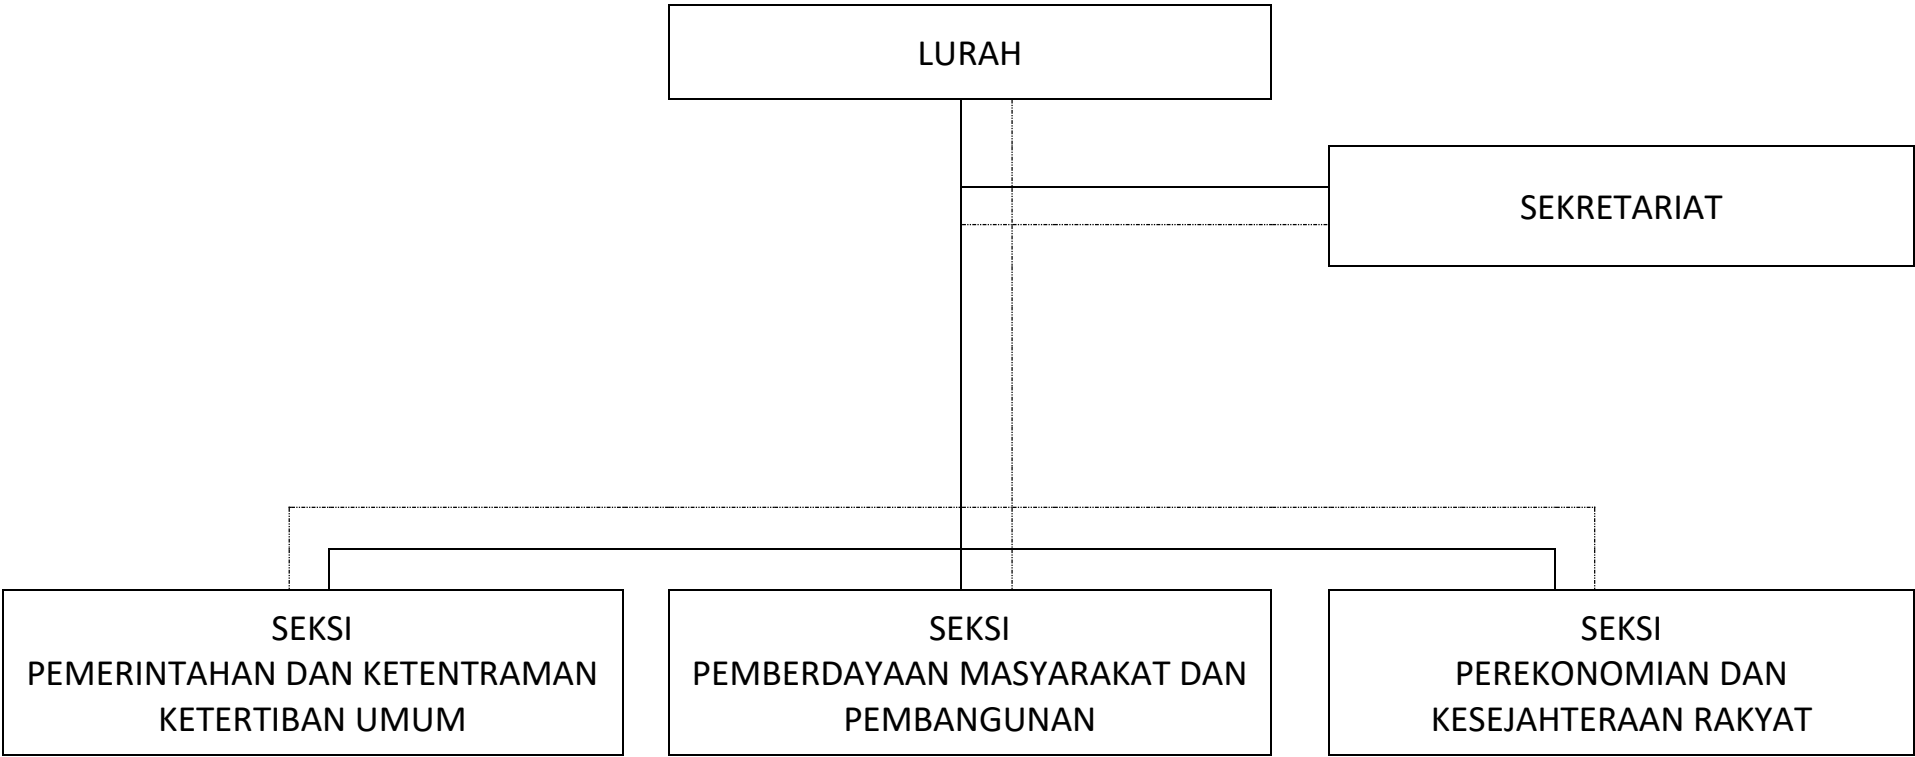 LURAH
SEKRETARIAT
SEKSI
PEMERINTAHAN DAN KETENTRAMAN
KETERTIBAN UMUM
SEKSI
PEMBERDAYAAN MASYARAKAT DAN
PEMBANGUNAN
SEKSI
PEREKONOMIAN DAN
KESEJAHTERAAN RAKYAT